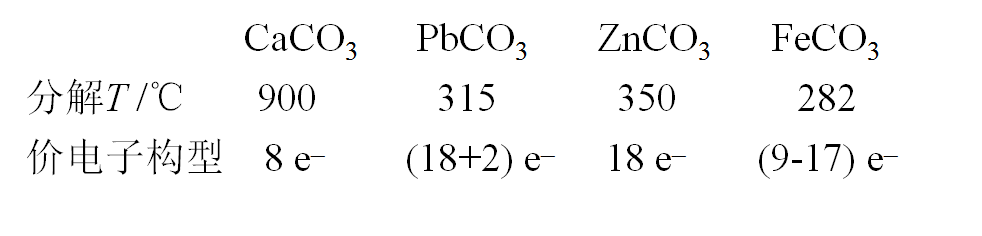 CaCO₃ PbCO₃ ZnCO₃ FeCO₃
分解T/℃ 900 315 350 282
价电子构型 8 e⁻ (18+2) e⁻ 18 e⁻ (9-17) e⁻